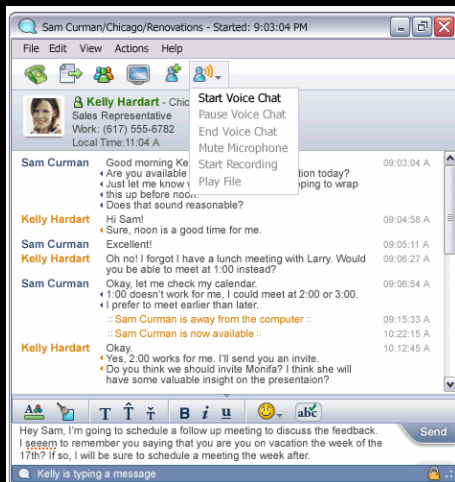 Sam Curman/Chicago/Renovations - Started: 9:03:04 PM
File Edit View Actions Help
Kelly Hardart - Chic
Sales Representative
Work: (617) 555-6782
Local Time:11:04 A
Start Voice Chat
Pause Voice Chat
End Voice Chat
Mute Microphone
Start Recording
Play File
Sam Curman Good morning Ke 09:03:04 A
Are you available tion today?
Just let me know oping to wrap
this up before noon.
Does that sound reasonable?
Kelly Hardart Hi Sam! 09:04:58 A
Sure, noon is a good time for me.
Sam Curman Excellent! 09:05:11 A
Kelly Hardart Oh no! I forgot I have a lunch meeting with Larry. Would 09:06:27 A
you be able to meet at 1:00 instead?
Sam Curman Okay, let me check my calendar. 09:06:54 A
1:00 doesn't work for me, I could meet at 2:00 or 3:00.
I prefer to meet earlier than later.
:: Sam Curman is away from the computer :: 09:15:33 A
:: Sam Curman is now available :: 10:22:15 A
Kelly Hardart Okay. 10:12:45 A
Yes, 2:00 works for me. I'll send you an invite.
Do you think we should invite Monifa? I think she will
have some valuable insight on the presentaion?
A T T T B i u abc
Hey Sam, I'm going to schedule a follow up meeting to discuss the feedback.
I seeem to remember you saying that you are you on vacation the week of the
17th? If so, I will be sure to schedule a meeting the week after.
Send
Kelly is typing a message